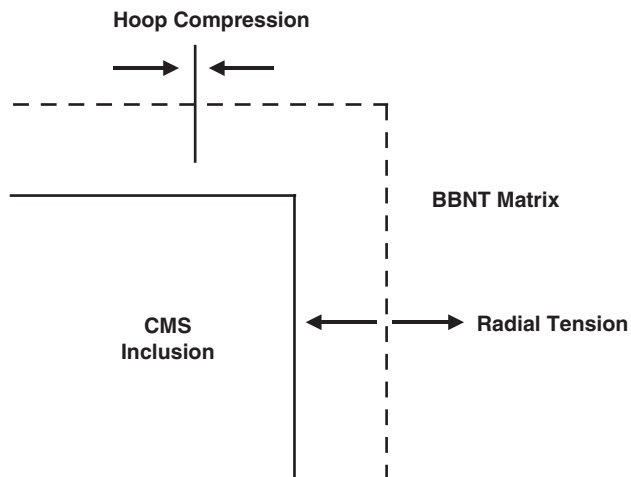 Hoop Compression
BBNT Matrix
CMS
Inclusion
Radial Tension